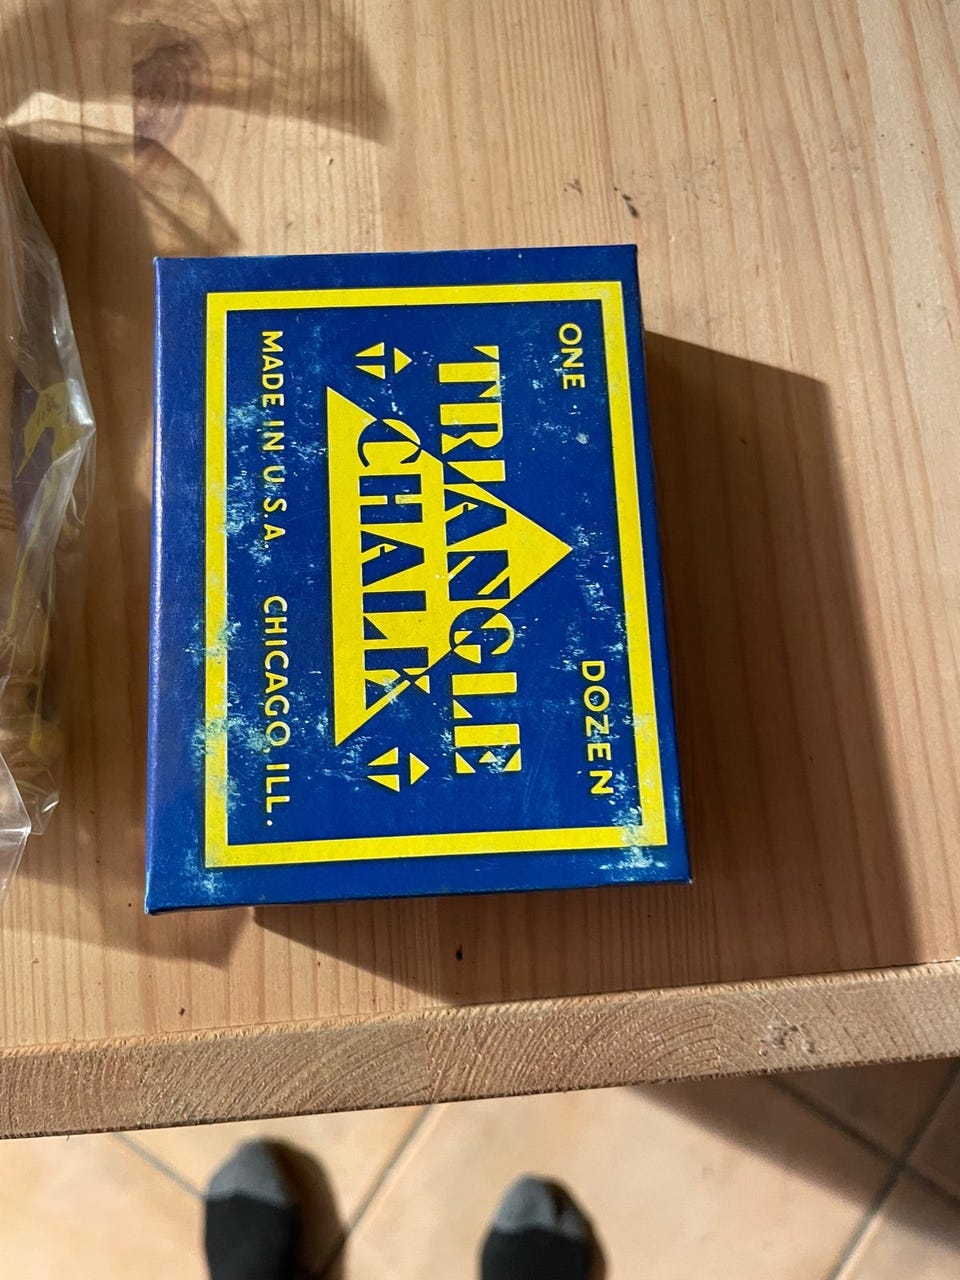 ONE DOZEN
TRIANGLE
CHALK
MADE IN U.S.A. CHICAGO, ILL.